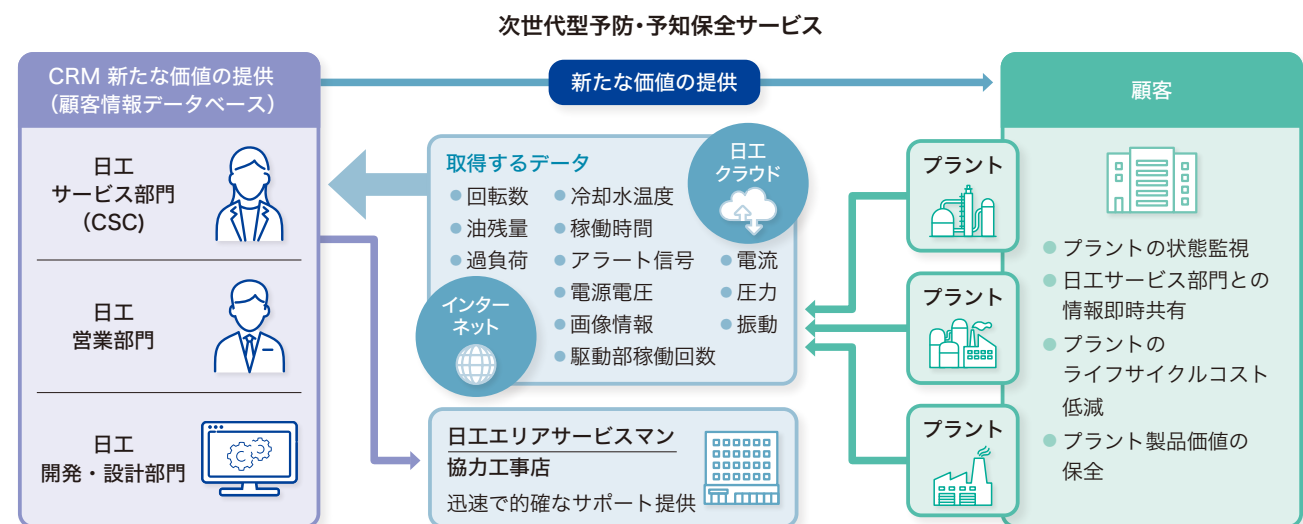 次世代型予防・予知保全サービス
CRM 新たな価値の提供
（顧客情報データベース）
日工
サービス部門
（CSC）
日工
営業部門
日工
開発・設計部門
新たな価値の提供
取得するデータ
●回転数
●油残量
●過負荷
●冷却水温度
●稼働時間
●アラート信号
●電源電圧
●画像情報
●駆動部稼働回数
●電流
●圧力
●振動
日工
クラウド
インター
ネット
日工エリアサービスマン
協力工事店
迅速で的確なサポート提供
プラント
プラント
プラント
顧客
●プラントの状態監視
●日工サービス部門との
情報即時共有
●プラントの
ライフサイクルコスト
低減
●プラント製品価値の
保全